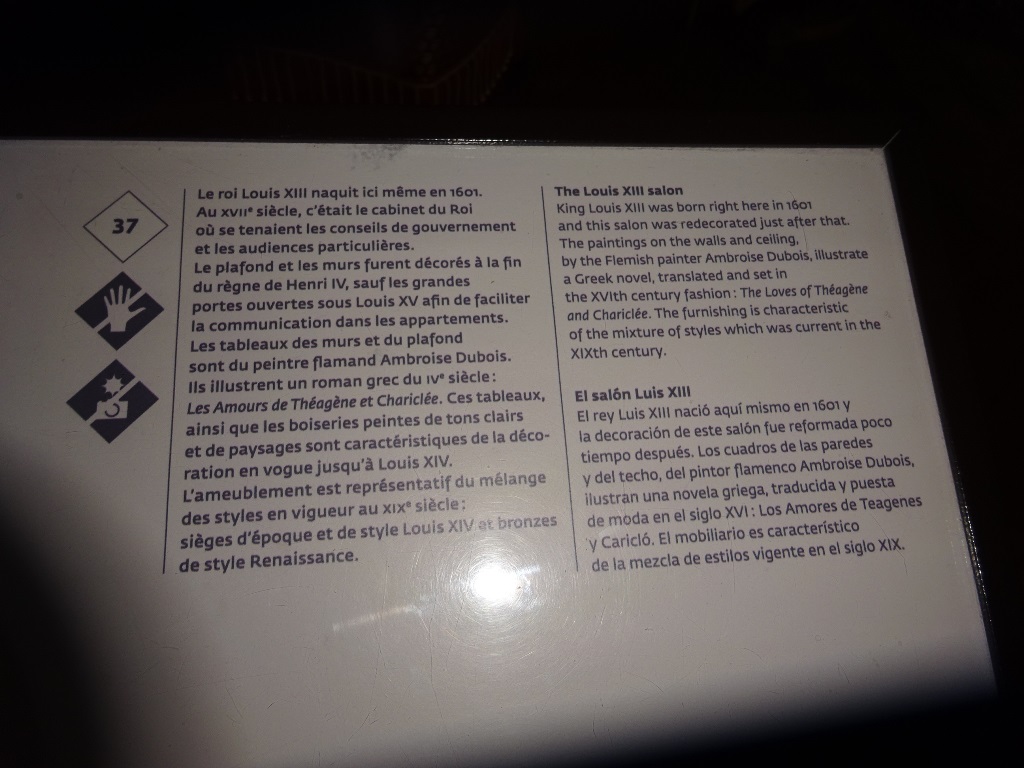 37
Le roi Louis XIII naquit ici même en 1601.
Au XVIIe siècle, c'était le cabinet du Roi
où se tenaient les conseils de gouvernement
et les audiences particulières.
Le plafond et les murs furent décorés à la fin
du règne de Henri IV, sauf les grandes
portes ouvertes sous Louis XV afin de faciliter
la communication dans les appartements.
Les tableaux des murs et du plafond
sont du peintre flamand Ambroise Dubois.
Ils illustrent un roman grec du IVe siècle :
Les Amours de Théagène et Chariclée. Ces tableaux,
ainsi que les boiseries peintes de tons clairs
et de paysages sont caractéristiques de la déco-
ration en vogue jusqu'à Louis XIV.
L'ameublement est représentatif du mélange
des styles en vigueur au XIXe siècle :
sièges d'époque et de style Louis XIV et bronzes
de style Renaissance.
The Louis XIII salon
King Louis XIII was born right here in 1601
and this salon was redecorated just after that.
The paintings on the walls and ceiling,
by the Flemish painter Ambroise Dubois, illustrate
a Greek novel, translated and set in
the XVIth century fashion : The Loves of Théagène
and Chariclée. The furnishing is characteristic
of the mixture of styles which was current in the
XIXth century.
El salón Luis XIII
El rey Luis XIII nació aquí mismo en 1601 y
la decoración de este salón fue reformada poco
tiempo después. Los cuadros de las paredes
y del techo, del pintor flamenco Ambroise Dubois,
ilustran una novela griega, traducida y puesta
de moda en el siglo XVI : Los Amores de Teagenes
y Caricló. El mobiliario es característico
de la mezcla de estilos vigente en el siglo XIX.